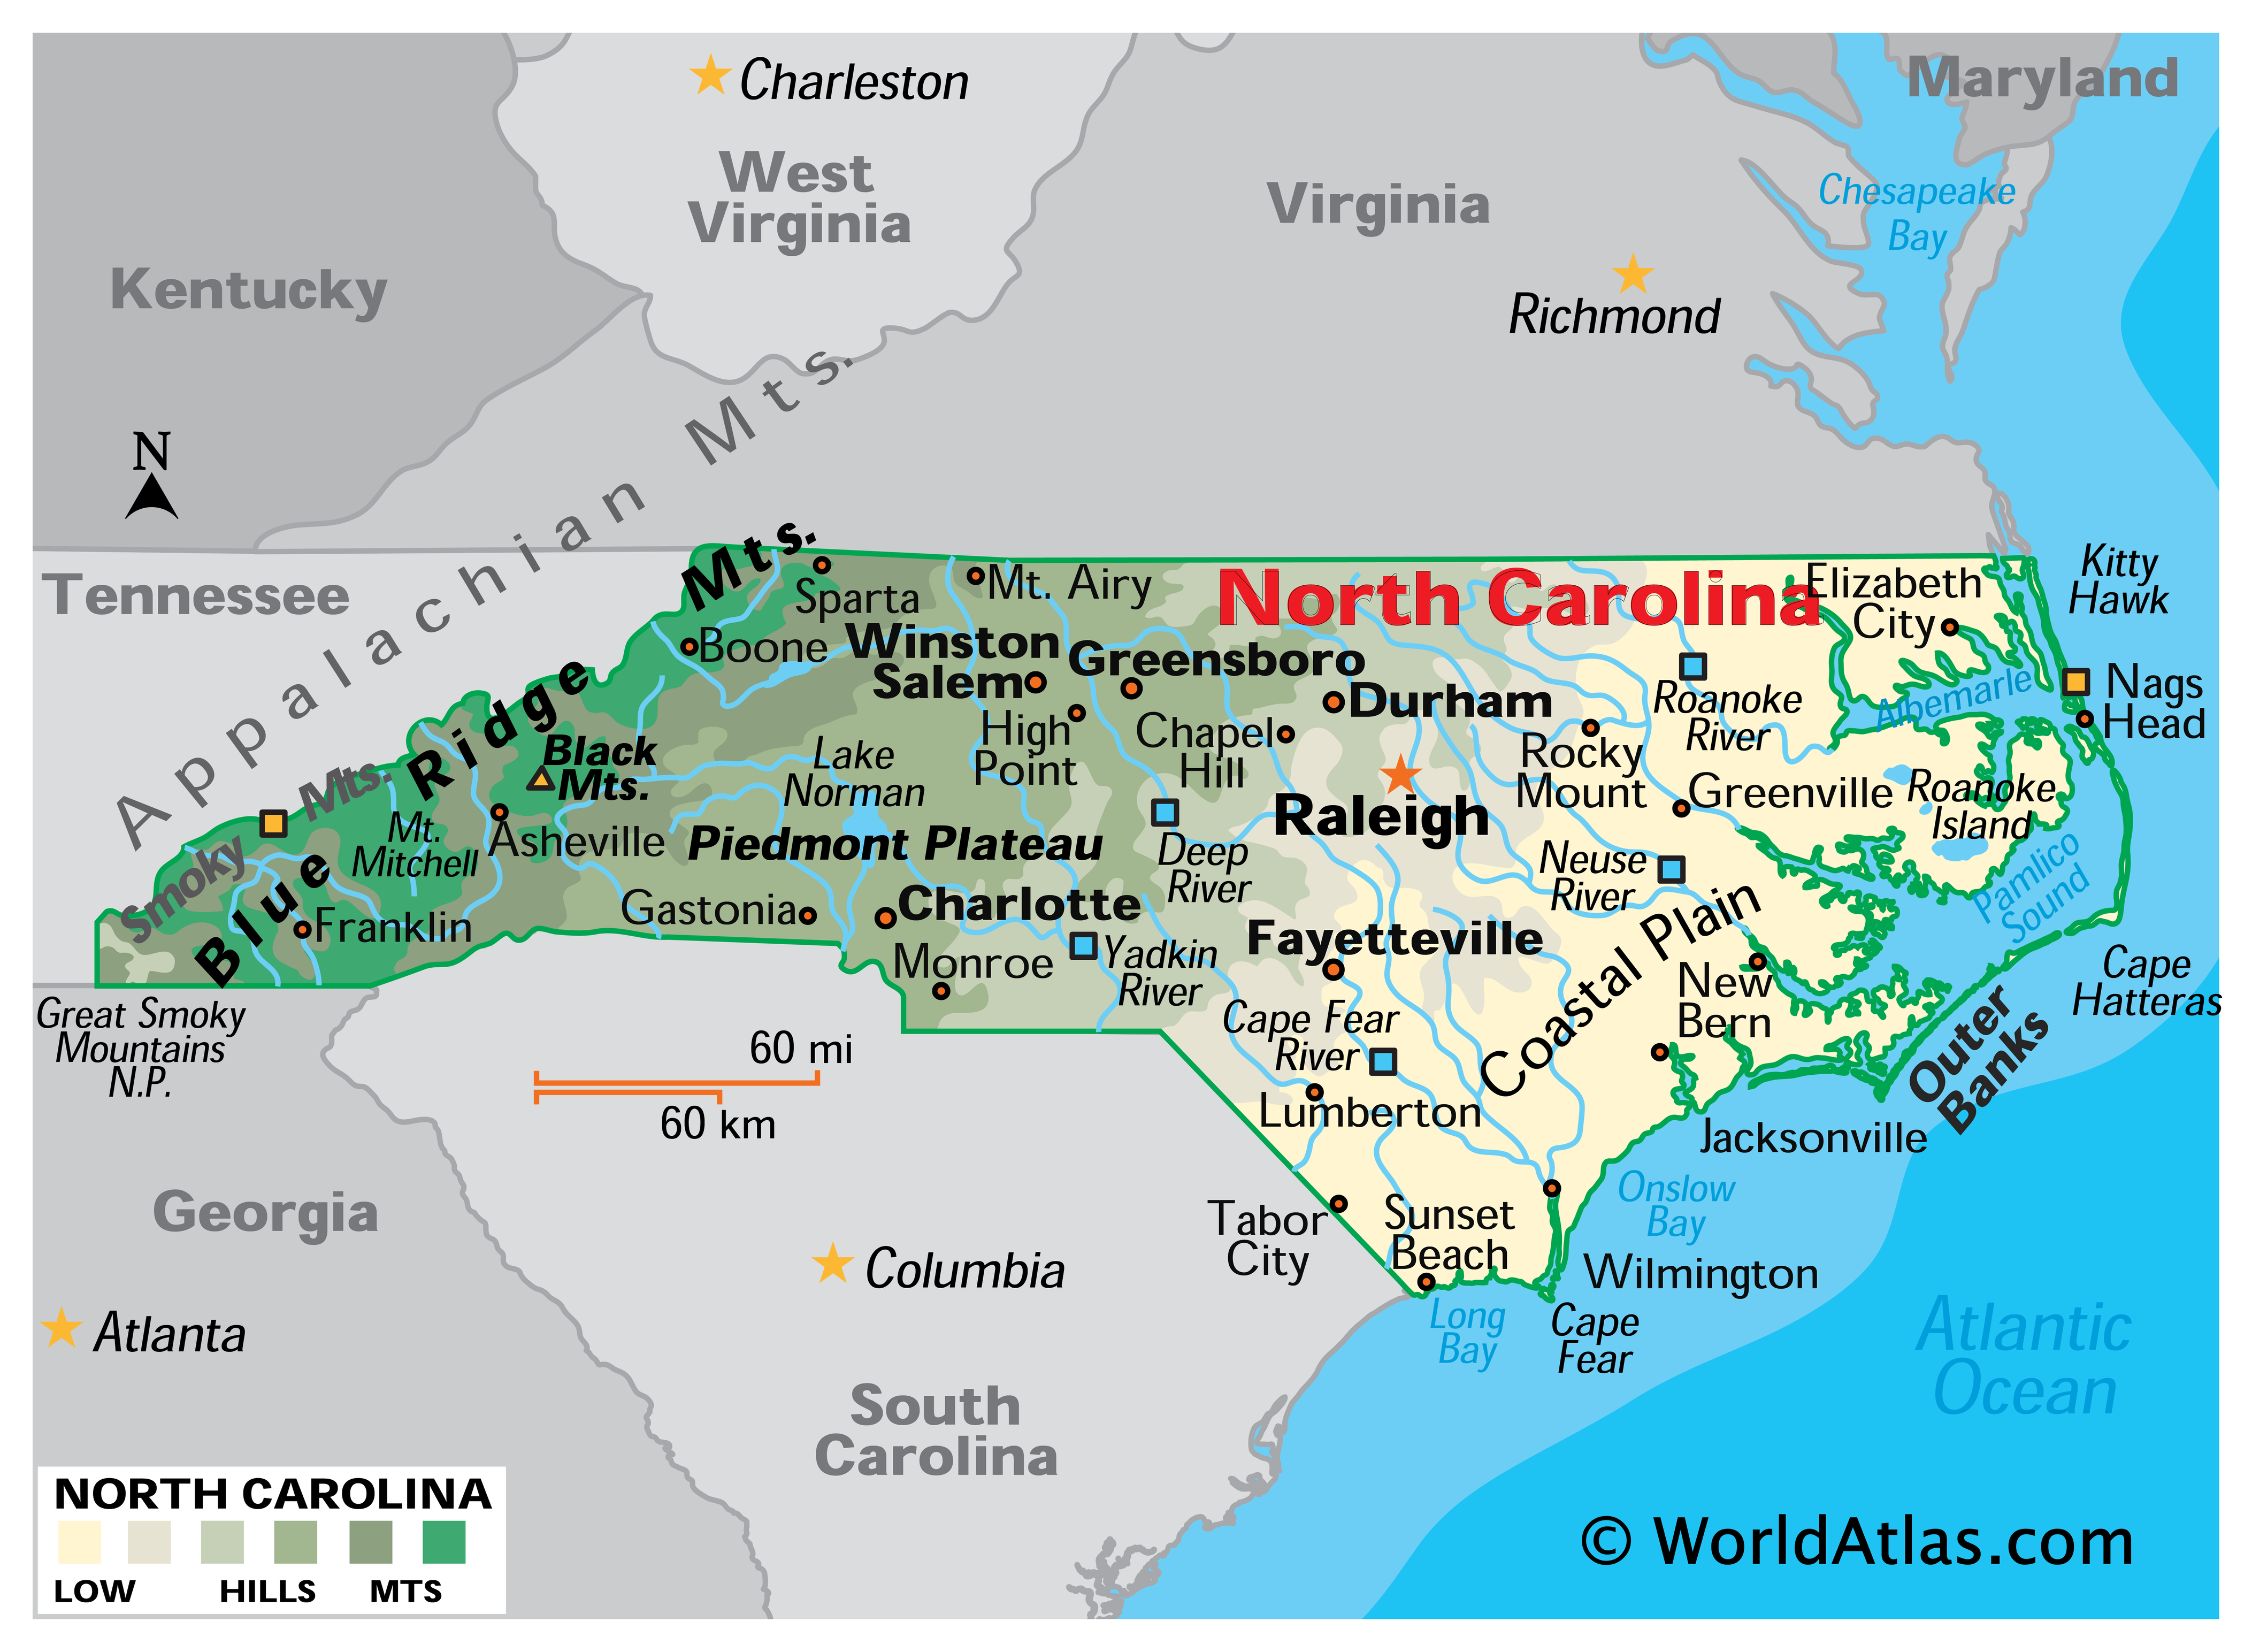 Charleston
Maryland
West
Virginia
Virginia
Chesapeake
Bay
Kentucky
Richmond
Appalachian Mts.
N
Tennessee
North Carolina
Kitty
Hawk
Elizabeth
City
Mt. Airy
Sparta
Boone
Winston
Salem
Greensboro
Durham
High
Point
Chapel
Hill
Raleigh
Rocky
Mount
Roanoke
River
Albemarle
Nags
Head
Greenville
Roanoke
Island
Pamlico
Sound
Blue Ridge Mts.
Smoky Mts.
Black
Mts.
Mt.
Mitchell
Asheville
Franklin
Lake
Norman
Piedmont Plateau
Gastonia
Charlotte
Monroe
Deep
River
Yadkin
River
Neuse
River
Fayetteville
Cape Fear
River
Coastal Plain
New
Bern
Cape
Hatteras
Outer
Banks
Great Smoky
Mountains
N.P.
60 mi
60 km
Lumberton
Jacksonville
Tabor
City
Sunset
Beach
Onslow
Bay
Wilmington
Long
Bay
Cape
Fear
Georgia
Atlanta
Columbia
South
Carolina
Atlantic
Ocean
NORTH CAROLINA
LOW HILLS MTS
© WorldAtlas.com